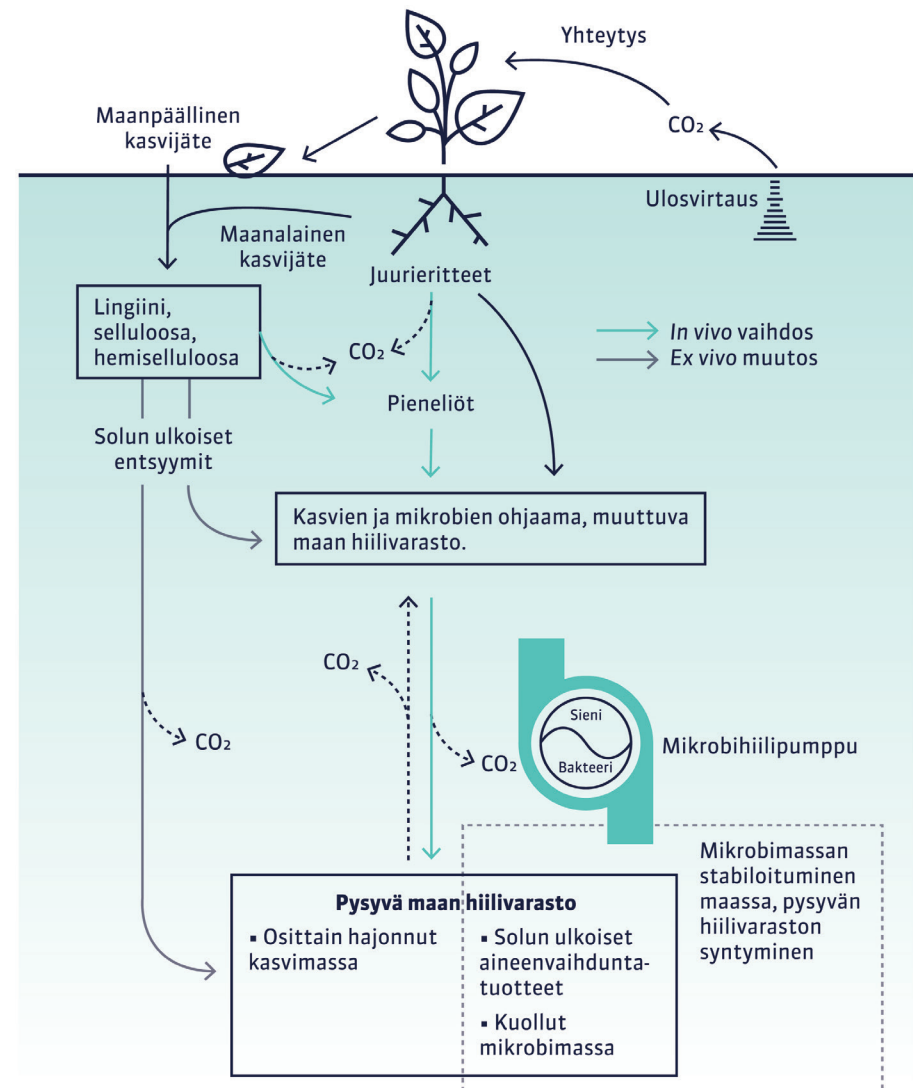 Yhteytys
CO₂
Ulosvirtaus
Maanpäällinen
kasvijäte
Maanalainen
kasvijäte
Juurieritteet
Lingiini,
selluloosa,
hemiselluloosa
CO₂
In vivo vaihdos
Ex vivo muutos
Pieneliöt
Solun ulkoiset
entsyymit
Kasvien ja mikrobien ohjaama, muuttuva
maan hiilivarasto.
CO₂
CO₂
CO₂
Sieni
Bakteeri
Mikrobihiilipumppu
Mikrobimassan
stabiloituminen
maassa, pysyvän
hiilivaraston
syntyminen
Pysyvä maan hiilivarasto
▪ Osittain hajonnut
kasvimassa
▪ Solun ulkoiset
aineenvaihdunta-
tuotteet
▪ Kuollut
mikrobimassa